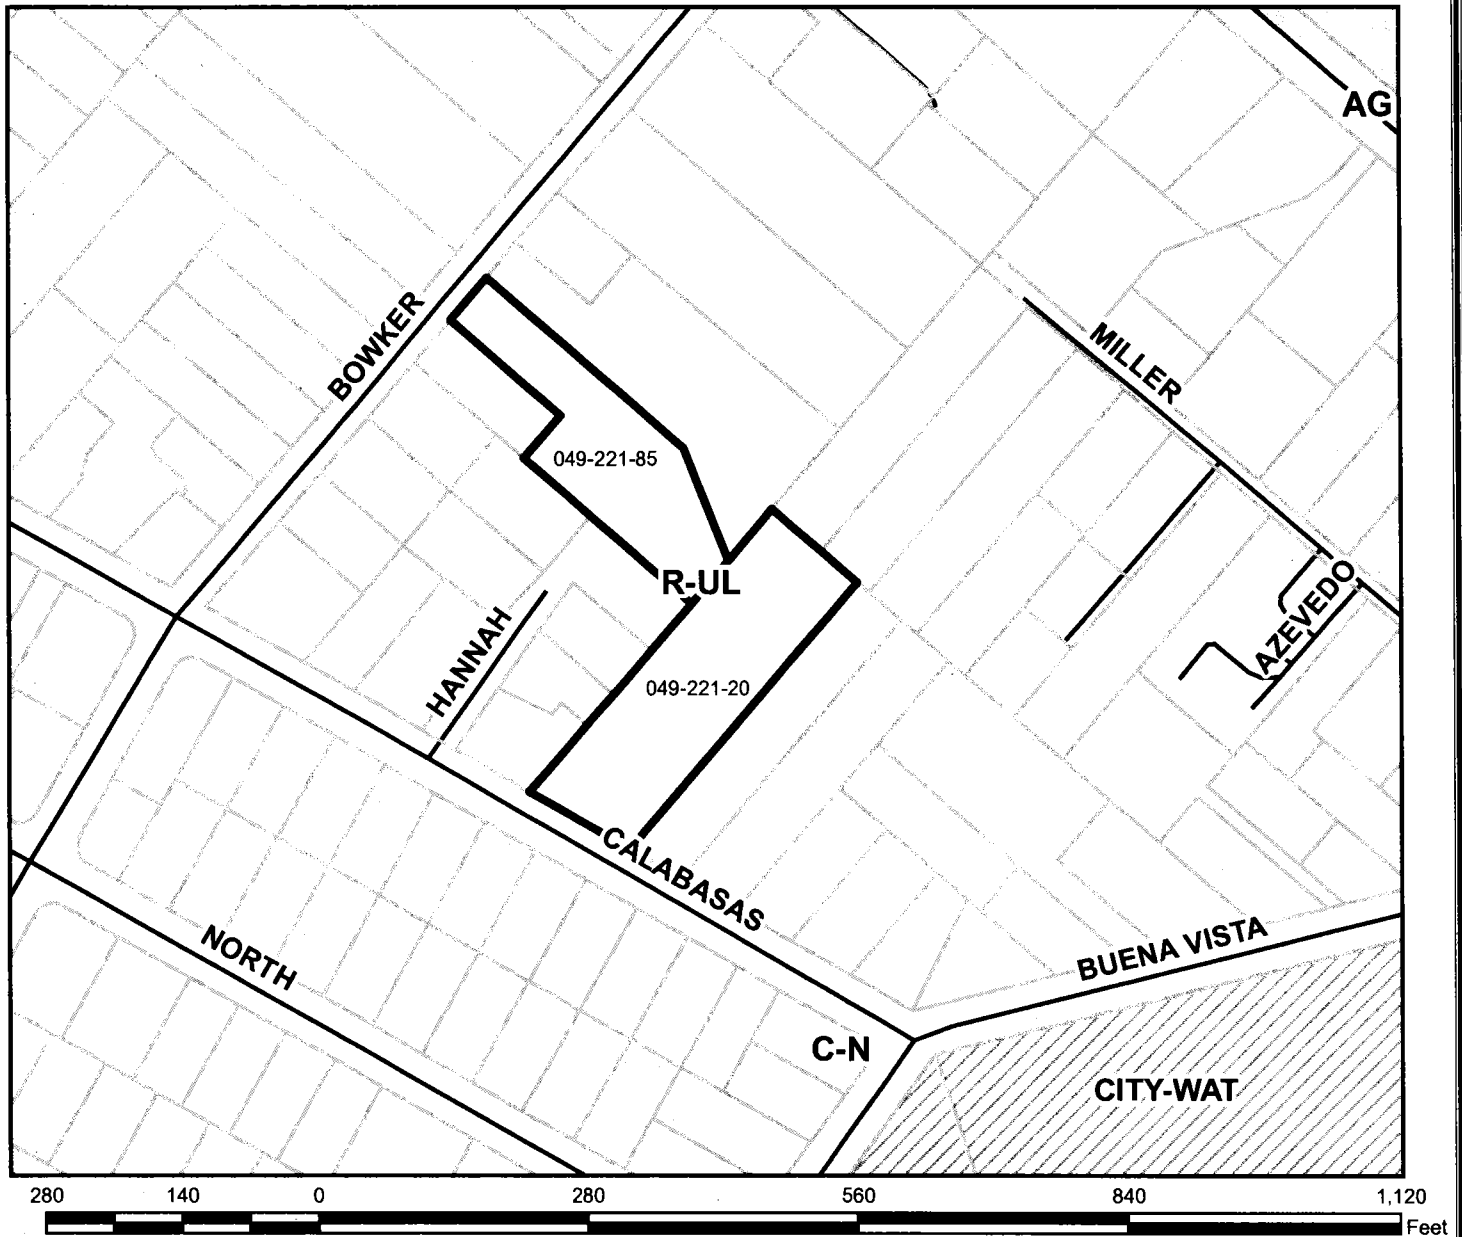 AG
BOWKER
MILLER
049-221-85
R-UL
AZEVEDO
HANNAH
049-221-20
CALABASAS
NORTH
BUENA VISTA
C-N
CITY-WAT
280 140 0 280 560 840 1,120
Feet